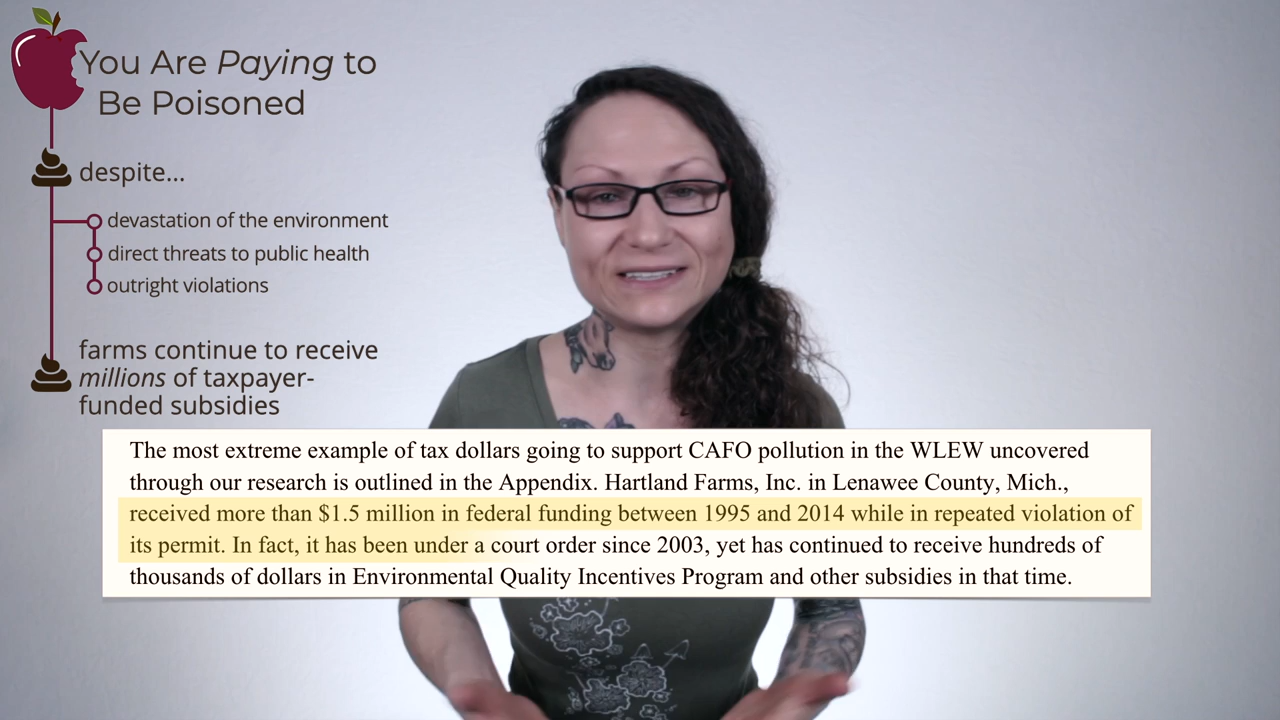 You Are Paying to
Be Poisoned
despite...
devastation of the environment
direct threats to public health
outright violations
farms continue to receive
millions of taxpayer-
funded subsidies
The most extreme example of tax dollars going to support CAFO pollution in the WLEW uncovered
through our research is outlined in the Appendix. Hartland Farms, Inc. in Lenawee County, Mich.,
received more than $1.5 million in federal funding between 1995 and 2014 while in repeated violation of
its permit. In fact, it has been under a court order since 2003, yet has continued to receive hundreds of
thousands of dollars in Environmental Quality Incentives Program and other subsidies in that time.